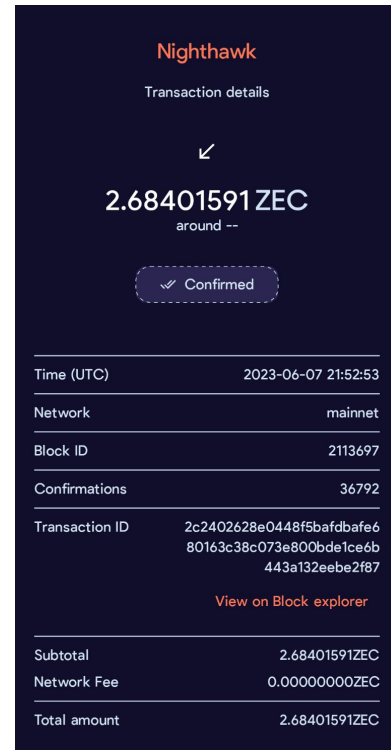 Nighthawk
Transaction details
2.68401591 ZEC
around --
Confirmed
Time (UTC) 2023-06-07 21:52:53
Network mainnet
Block ID 2113697
Confirmations 36792
Transaction ID 2c2402628e0448f5bafdbafe6
80163c38c073e800bde1ce6b
443a132eebe2f87
View on Block explorer
Subtotal 2.68401591ZEC
Network Fee 0.00000000ZEC
Total amount 2.68401591ZEC